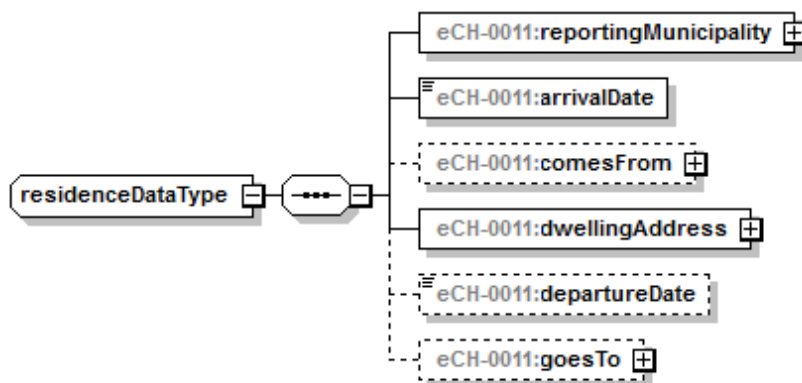 eCH-0011:reportingMunicipality
eCH-0011:arrivalDate
eCH-0011:comesFrom
residenceDataType
eCH-0011:dwellingAddress
eCH-0011:departureDate
eCH-0011:goesTo